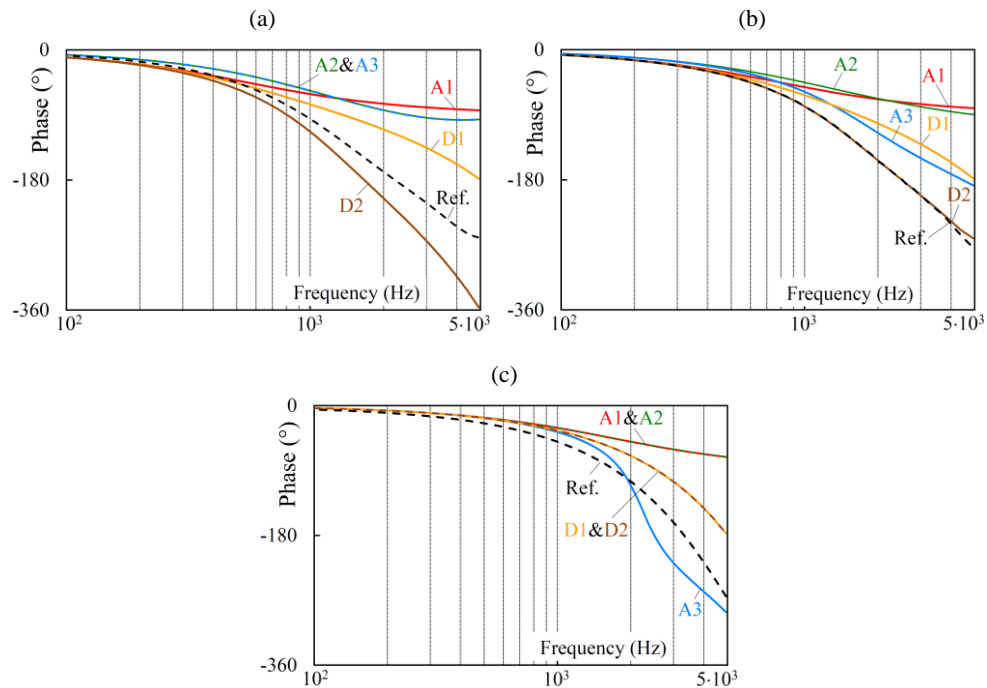 (a)
0
-180
-360
Phase (°)
A2&A3
A1
D1
Ref.
D2
Frequency (Hz)
10²
10³
5·10³
(b)
0
-180
-360
Phase (°)
A2
A1
A3
D1
D2
Ref.
Frequency (Hz)
10²
10³
5·10³
(c)
0
-180
-360
Phase (°)
A1&A2
Ref.
D1&D2
A3
Frequency (Hz)
10²
10³
5·10³